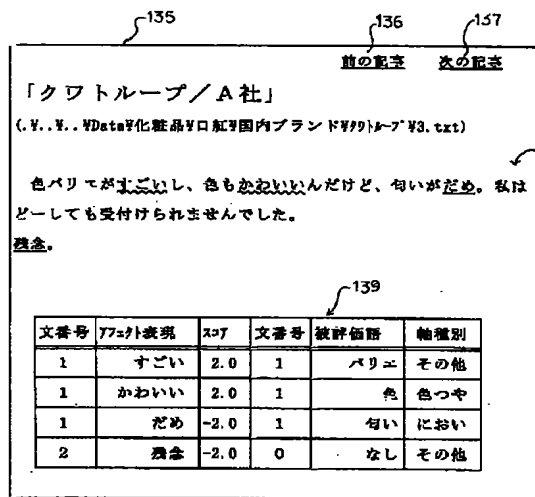 135
136
137
前の記事 次の記事
「クワトループ／A社」
(.¥..¥..¥Data¥化粧品¥口紅¥国内ブランド¥クワトループ¥3.txt)
色バリエがすごいし、色もかわいいんだけど、匂いがだめ。私は
どーしても受付けられませんでした。
残念。
139
文番号 アフェクト表現 スコア 文番号 被評価語 軸種別
1 すごい 2.0 1 バリエ その他
1 かわいい 2.0 1 色 色つや
1 だめ -2.0 1 匂い におい
2 残念 -2.0 0 なし その他